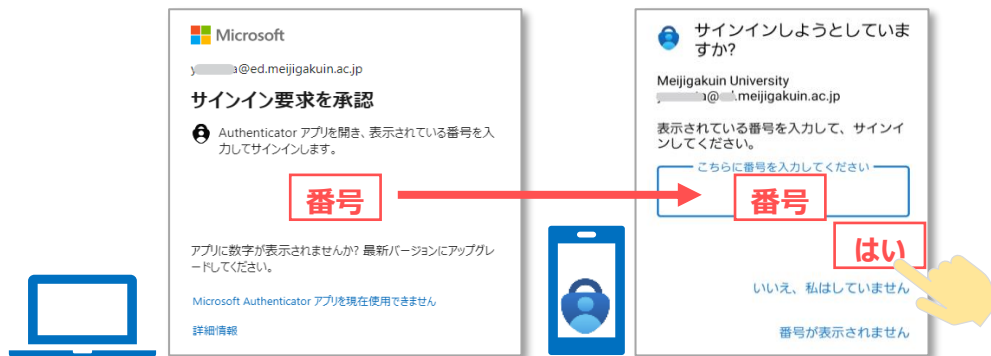 Microsoft
a@ed.meijigakuin.ac.jp
サインイン要求を承認
Authenticator アプリを開き、表示されている番号を入
力してサインインします。
番号
アプリに数字が表示されませんか? 最新バージョンにアップグレ
ードしてください。
Microsoft Authenticator アプリを現在使用できません
詳細情報
サインインしようとしていま
すか?
Meijigakuin University
a@ .meijigakuin.ac.jp
表示されている番号を入力して、サインイ
ンしてください。
こちらに番号を入力してください
番号
はい
いいえ、私はしていません
番号が表示されません